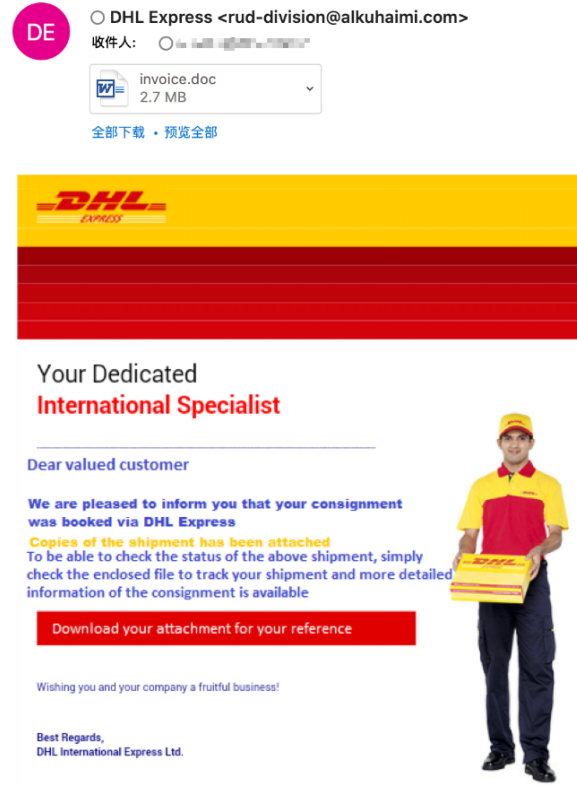 DE
DHL Express <rud-division@alkuhaimi.com>
收件人:
invoice.doc
2.7 MB
全部下载 • 预览全部
DHL
EXPRESS
Your Dedicated
International Specialist
Dear valued customer
We are pleased to inform you that your consignment
was booked via DHL Express
Copies of the shipment has been attached
To be able to check the status of the above shipment, simply
check the enclosed file to track your shipment and more detailed
information of the consignment is available
DHL
Download your attachment for your reference
Wishing you and your company a fruitful business!
Best Regards,
DHL International Express Ltd.